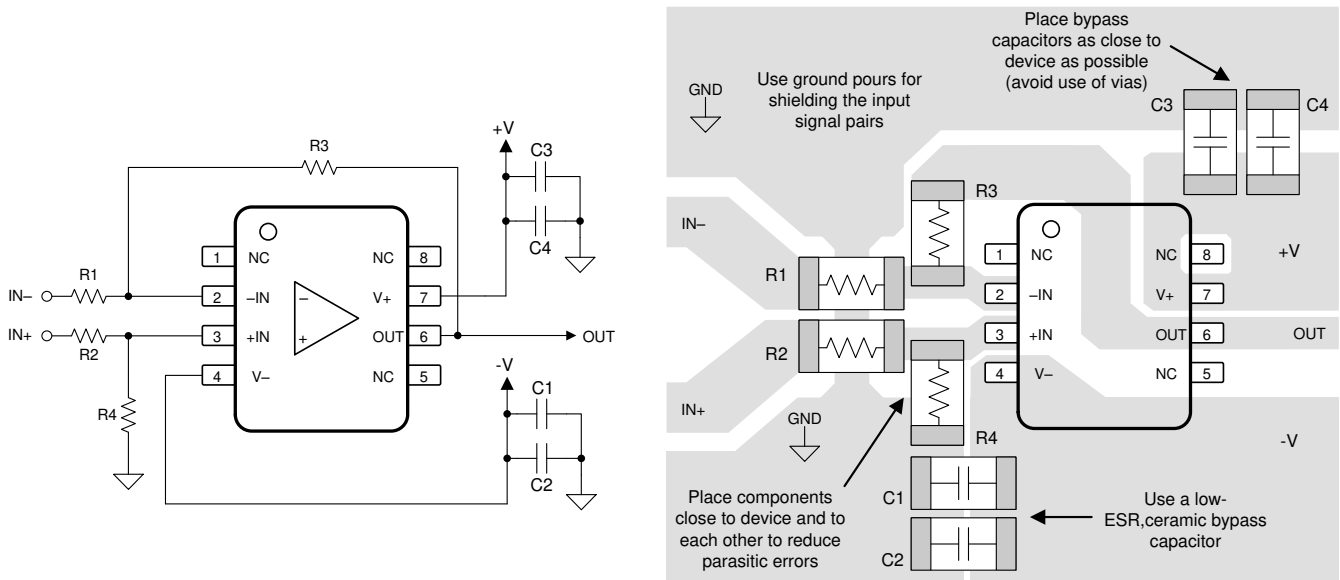 +V
C3
R3
C4
1
NC
NC
8
R1
IN–
2
–IN
–
V+
7
IN+
3
+IN
+
OUT
6
OUT
R2
4
V–
-V
NC
5
C1
R4
C2
Place bypass
capacitors as close to
device as possible
(avoid use of vias)
Use ground pours for
shielding the input
signal pairs
GND
C3
C4
R3
IN–
1
NC
NC
8
+V
R1
2
–IN
V+
7
3
+IN
OUT
6
OUT
R2
4
V–
NC
5
IN+
GND
R4
-V
Place components
close to device and to
each other to reduce
parasitic errors
C1
C2
Use a low-
ESR,ceramic bypass
capacitor